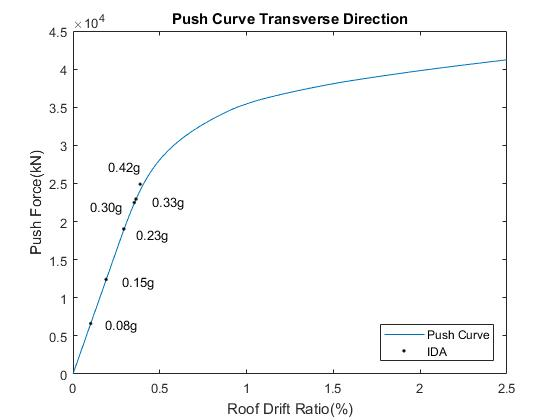 Push Curve Transverse Direction
×10⁴
4.5
4
3.5
3
2.5
2
1.5
1
0.5
0
Push Force(kN)
0.42g
0.30g
0.33g
0.23g
0.15g
0.08g
Push Curve
IDA
0
0.5
1
1.5
2
2.5
Roof Drift Ratio(%)